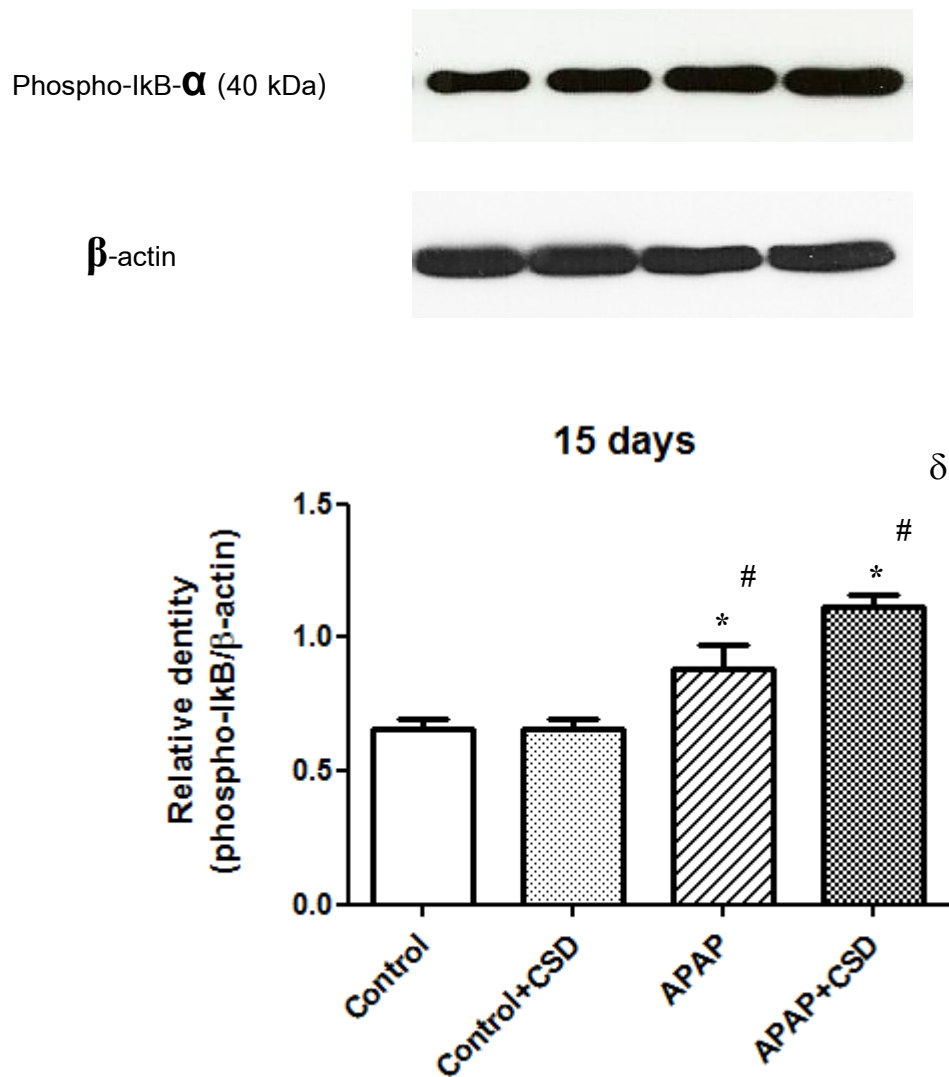 Phospho-IkB-α (40 kDa)
β-actin
15 days
δ
#
#
*
*
1.5
1.0
0.5
0.0
Relative dentity
(phospho-IkB/β-actin)
Control
Control+CSD
APAP
APAP+CSD